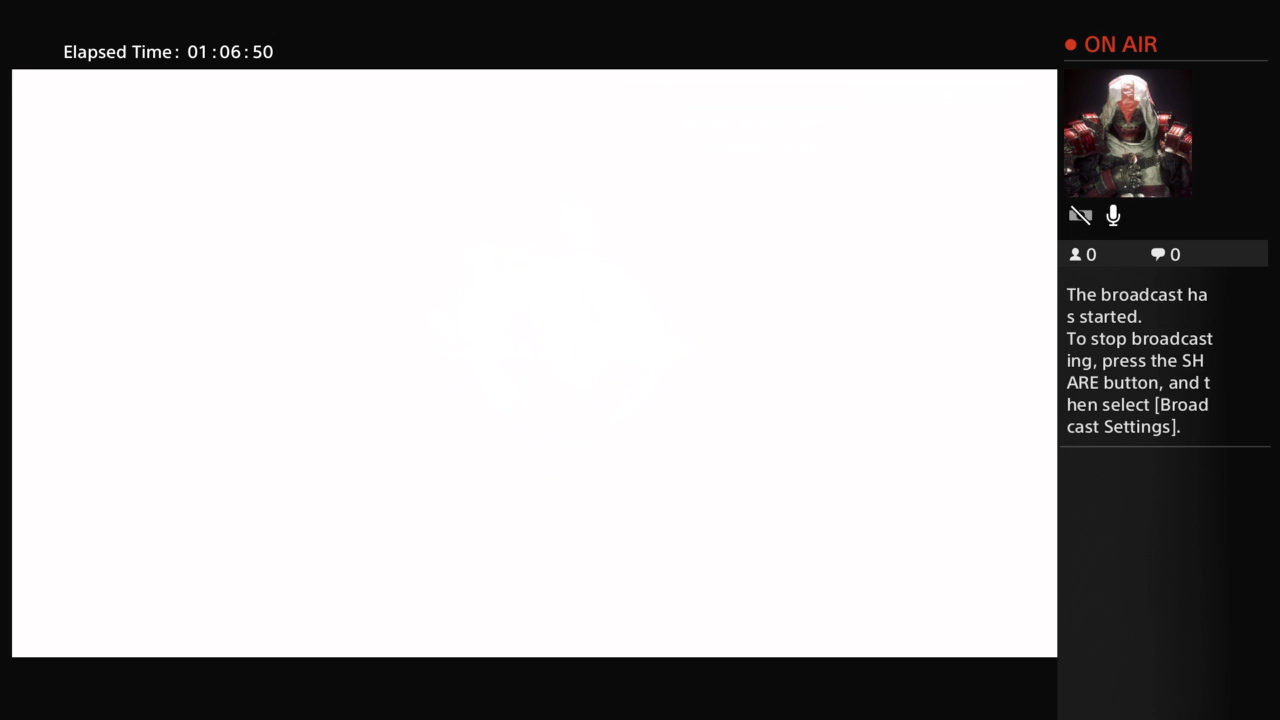 Elapsed Time: 01:06:50
ON AIR
0
0
The broadcast ha
s started.
To stop broadcast
ing, press the SH
ARE button, and t
hen select [Broad
cast Settings].